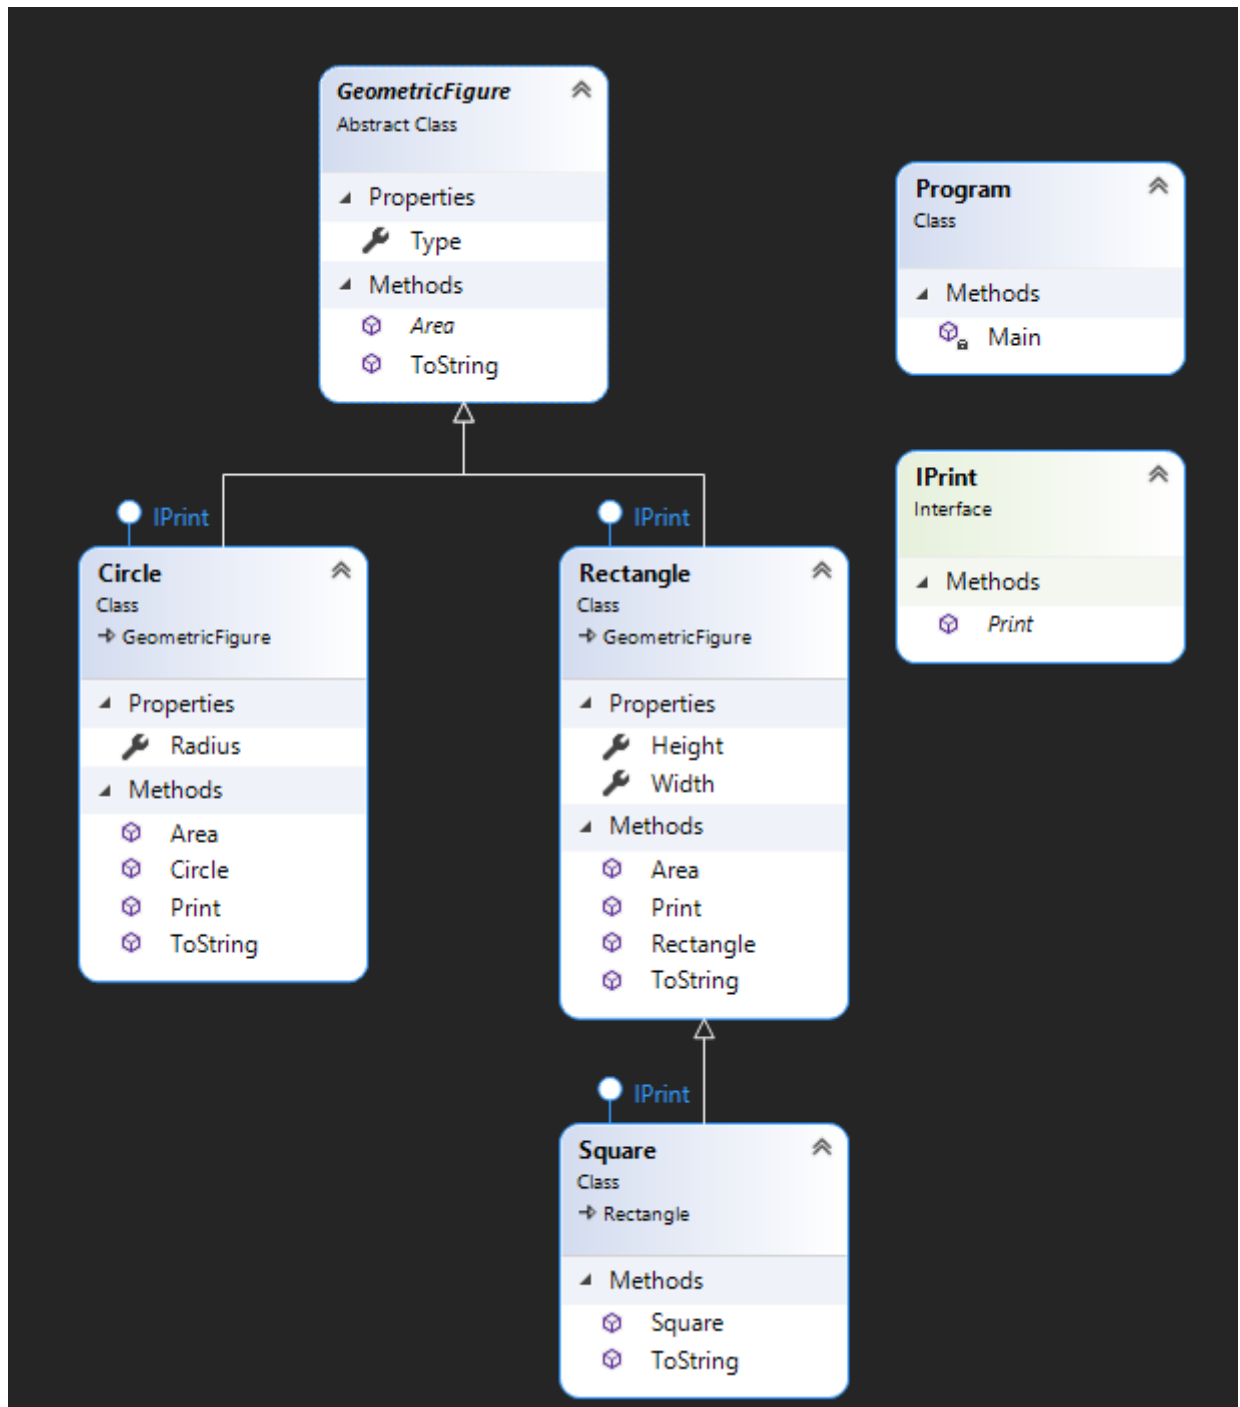 GeometricFigure
Abstract Class
Properties
Type
Methods
Area
ToString
Program
Class
Methods
Main
IPrint
Interface
Methods
Print
IPrint
Circle
Class
GeometricFigure
Properties
Radius
Methods
Area
Circle
Print
ToString
IPrint
Rectangle
Class
GeometricFigure
Properties
Height
Width
Methods
Area
Print
Rectangle
ToString
IPrint
Square
Class
Rectangle
Methods
Square
ToString